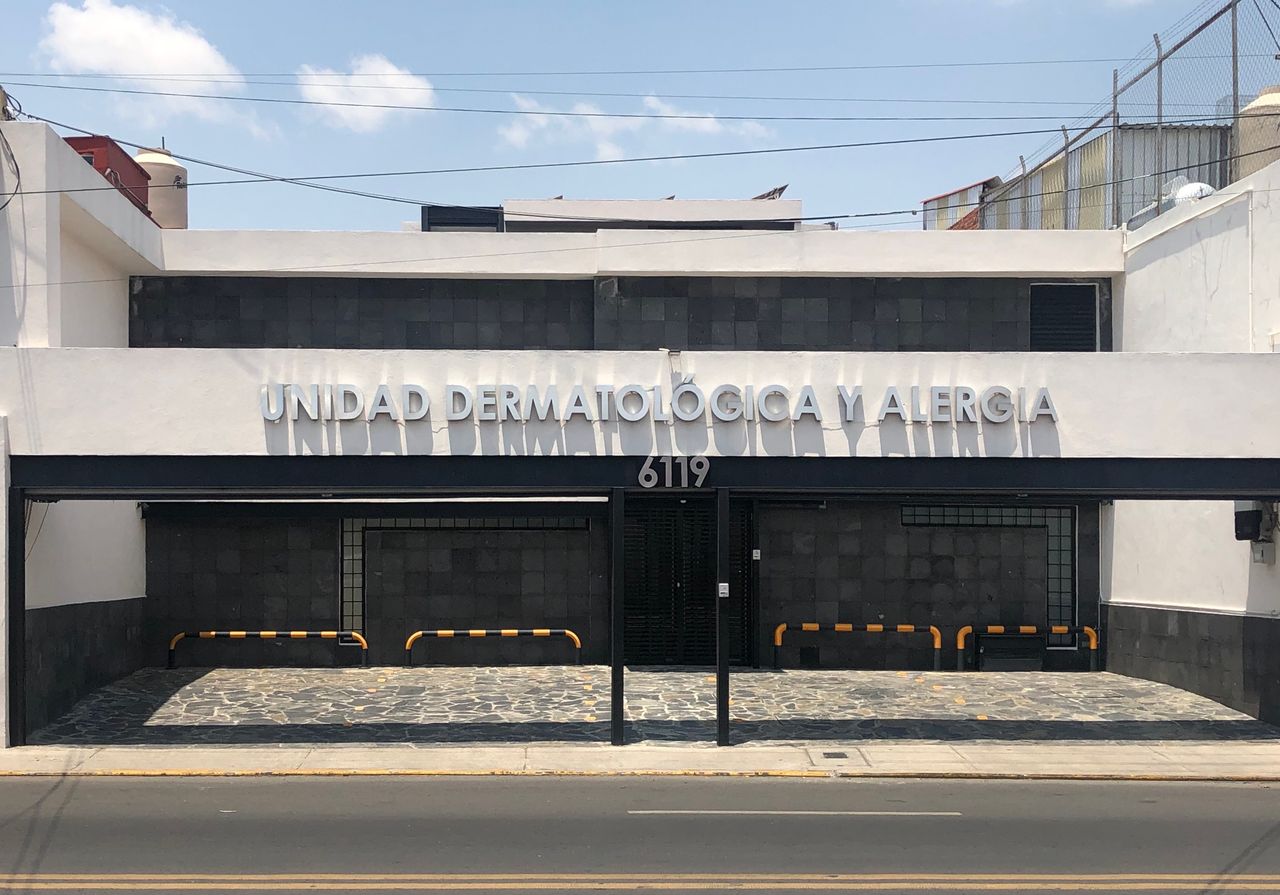 UNIDAD DERMATOLÓGICA Y ALERGIA
6119